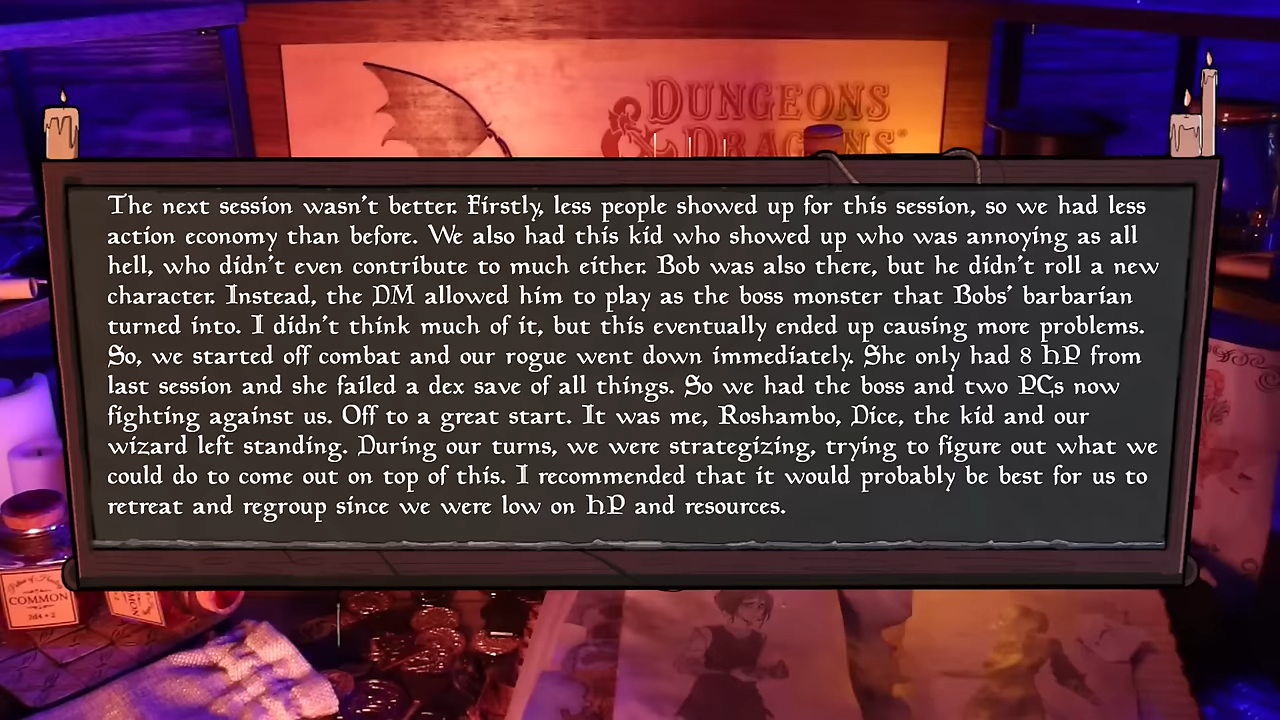 DUNGEONS
DRAGONS
The next session wasn't better. Firstly, less people showed up for this session, so we had less
action economy than before. We also had this kid who showed up who was annoying as all
hell, who didn't even contribute to much either. Bob was also there, but he didn't roll a new
character. Instead, the DM allowed him to play as the boss monster that Bobs' barbarian
turned into. I didn't think much of it, but this eventually ended up causing more problems.
So, we started off combat and our rogue went down immediately. She only had 8 HP from
last session and she failed a dex save of all things. So we had the boss and two PCs now
fighting against us. Off to a great start. It was me, Roshambo, Dice, the kid and our
wizard left standing. During our turns, we were strategizing, trying to figure out what we
could do to come out on top of this. I recommended that it would probably be best for us to
retreat and regroup since we were low on HP and resources.
COMMON
2d4 + 2